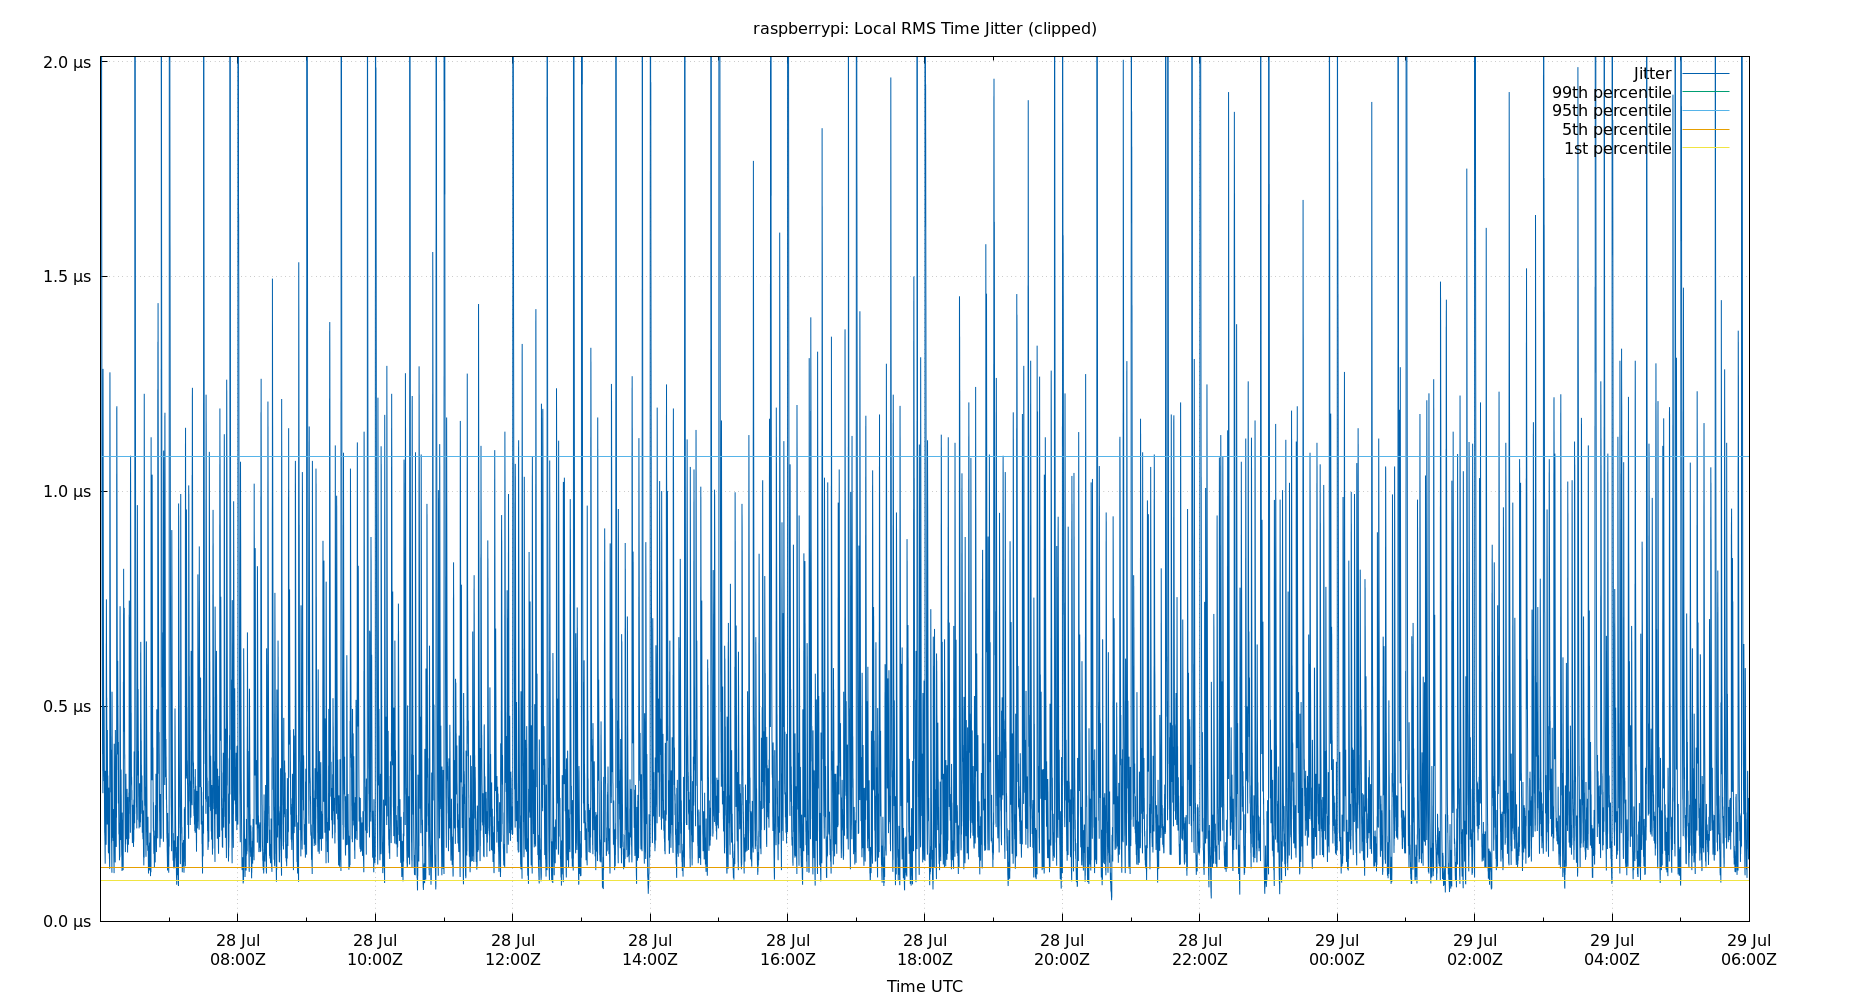 raspberrypi: Local RMS Time Jitter (clipped)
2.0 µs
1.5 µs
1.0 µs
0.5 µs
0.0 µs
Jitter
99th percentile
95th percentile
5th percentile
1st percentile
28 Jul
08:00Z
28 Jul
10:00Z
28 Jul
12:00Z
28 Jul
14:00Z
28 Jul
16:00Z
28 Jul
18:00Z
28 Jul
20:00Z
28 Jul
22:00Z
29 Jul
00:00Z
29 Jul
02:00Z
29 Jul
04:00Z
29 Jul
06:00Z
Time UTC